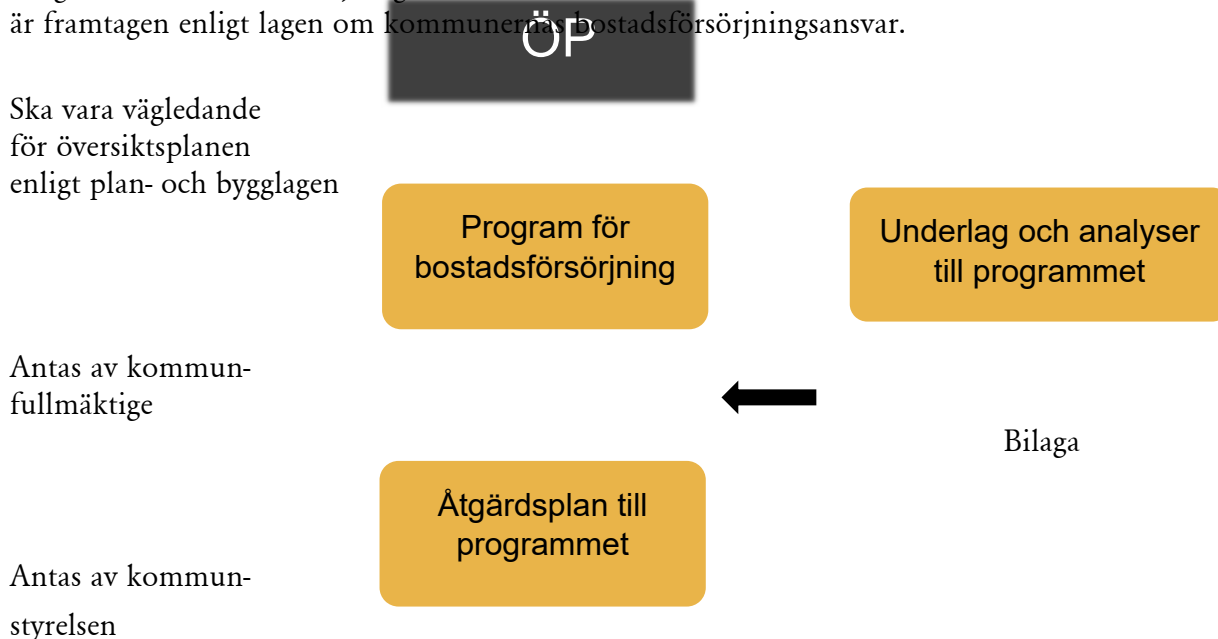 är framtagen enligt lagen om kommunernas bostadsförsörjningsansvar.
ÖP
Ska vara vägledande
för översiktsplanen
enligt plan- och bygglagen
Program för
bostadsförsörjning
Underlag och analyser
till programmet
Antas av kommun-
fullmäktige
Bilaga
Åtgärdsplan till
programmet
Antas av kommun-
styrelsen